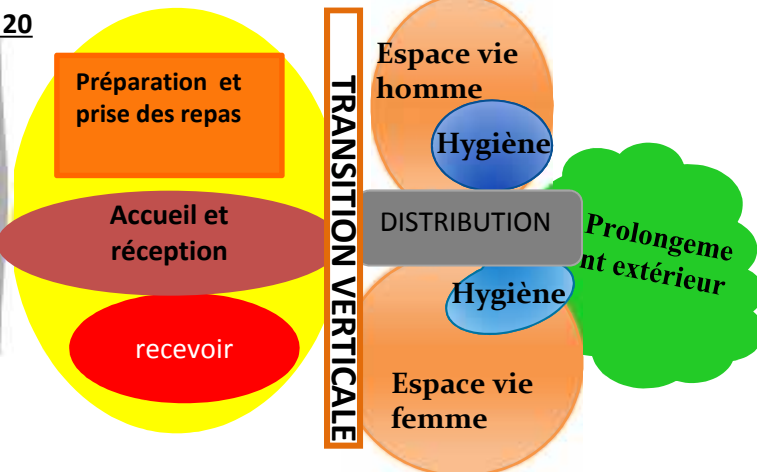 20
Préparation et
prise des repas
Accueil et
réception
recevoir
TRANSITION VERTICALE
Espace vie
homme
Hygiène
DISTRIBUTION
Prolongeme
nt extérieur
Hygiène
Espace vie
femme